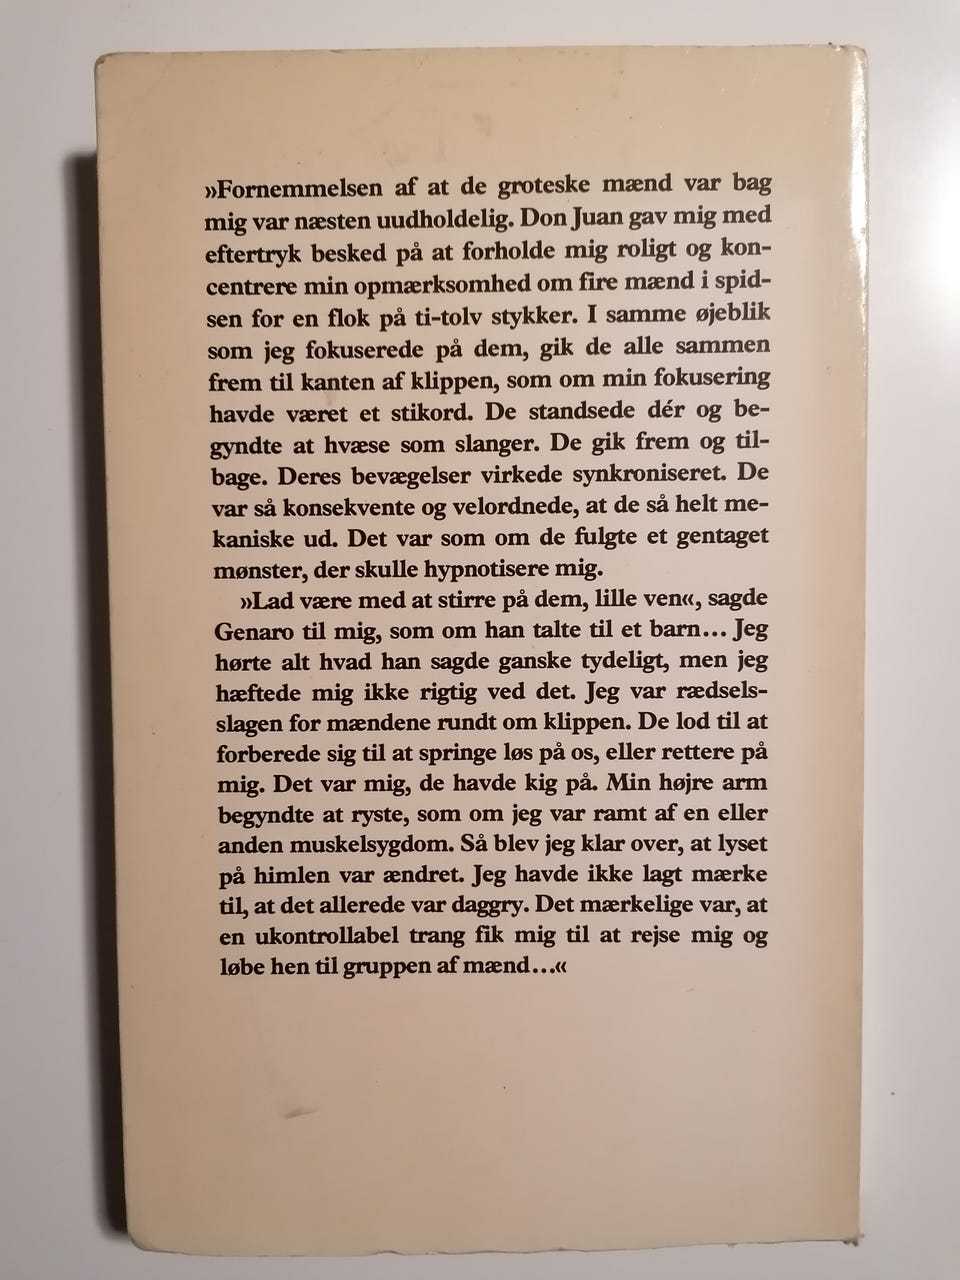 »Fornemmelsen af at de groteske mænd var bag
mig var næsten uudholdelig. Don Juan gav mig med
eftertryk besked på at forholde mig roligt og kon-
centrere min opmærksomhed om fire mænd i spid-
sen for en flok på ti-tolv stykker. I samme øjeblik
som jeg fokuserede på dem, gik de alle sammen
frem til kanten af klippen, som om min fokusering
havde været et stikord. De standsede dér og be-
gyndte at hvæse som slanger. De gik frem og til-
bage. Deres bevægelser virkede synkroniseret. De
var så konsekvente og velordnede, at de så helt me-
kaniske ud. Det var som om de fulgte et gentaget
mønster, der skulle hypnotisere mig.
»Lad være med at stirre på dem, lille ven«, sagde
Genaro til mig, som om han talte til et barn... Jeg
hørte alt hvad han sagde ganske tydeligt, men jeg
hæftede mig ikke rigtig ved det. Jeg var rædsels-
slagen for mændene rundt om klippen. De lod til at
forberede sig til at springe løs på os, eller rettere på
mig. Det var mig, de havde kig på. Min højre arm
begyndte at ryste, som om jeg var ramt af en eller
anden muskelsygdom. Så blev jeg klar over, at lyset
på himlen var ændret. Jeg havde ikke lagt mærke
til, at det allerede var daggry. Det mærkelige var, at
en ukontrollabel trang fik mig til at rejse mig og
løbe hen til gruppen af mænd...«